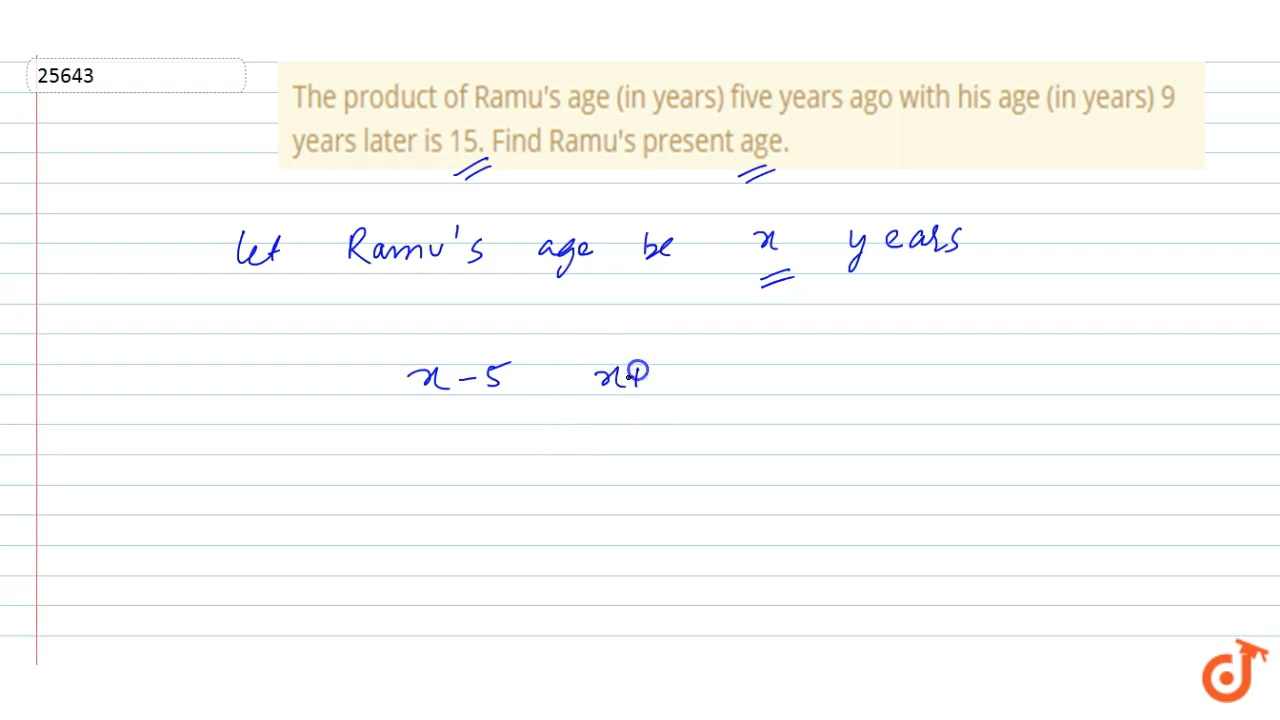 25643
The product of Ramu's age (in years) five years ago with his age (in years) 9
years later is 15. Find Ramu's present age.
let Ramu's age be x years
x - 5 x+